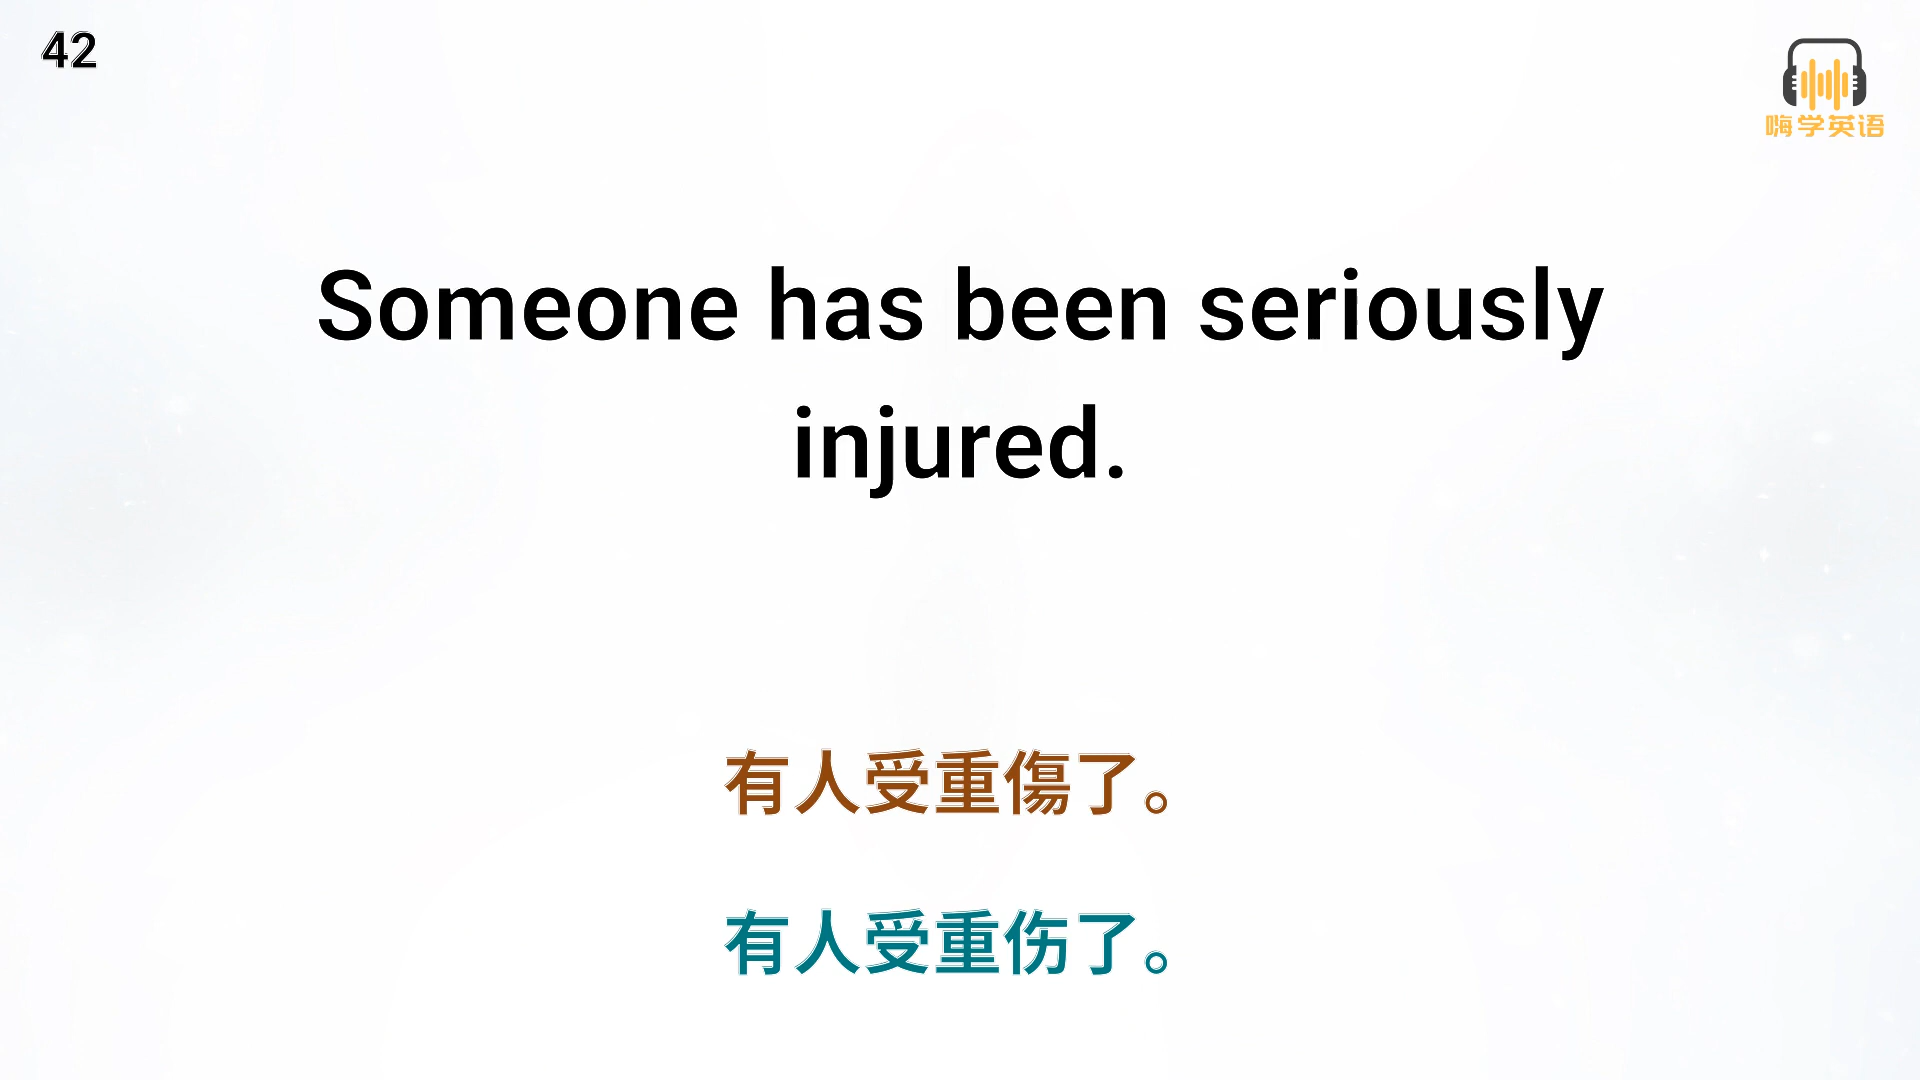 42
嗨学英语
Someone has been seriously
injured.
有人受重傷了。
有人受重伤了。